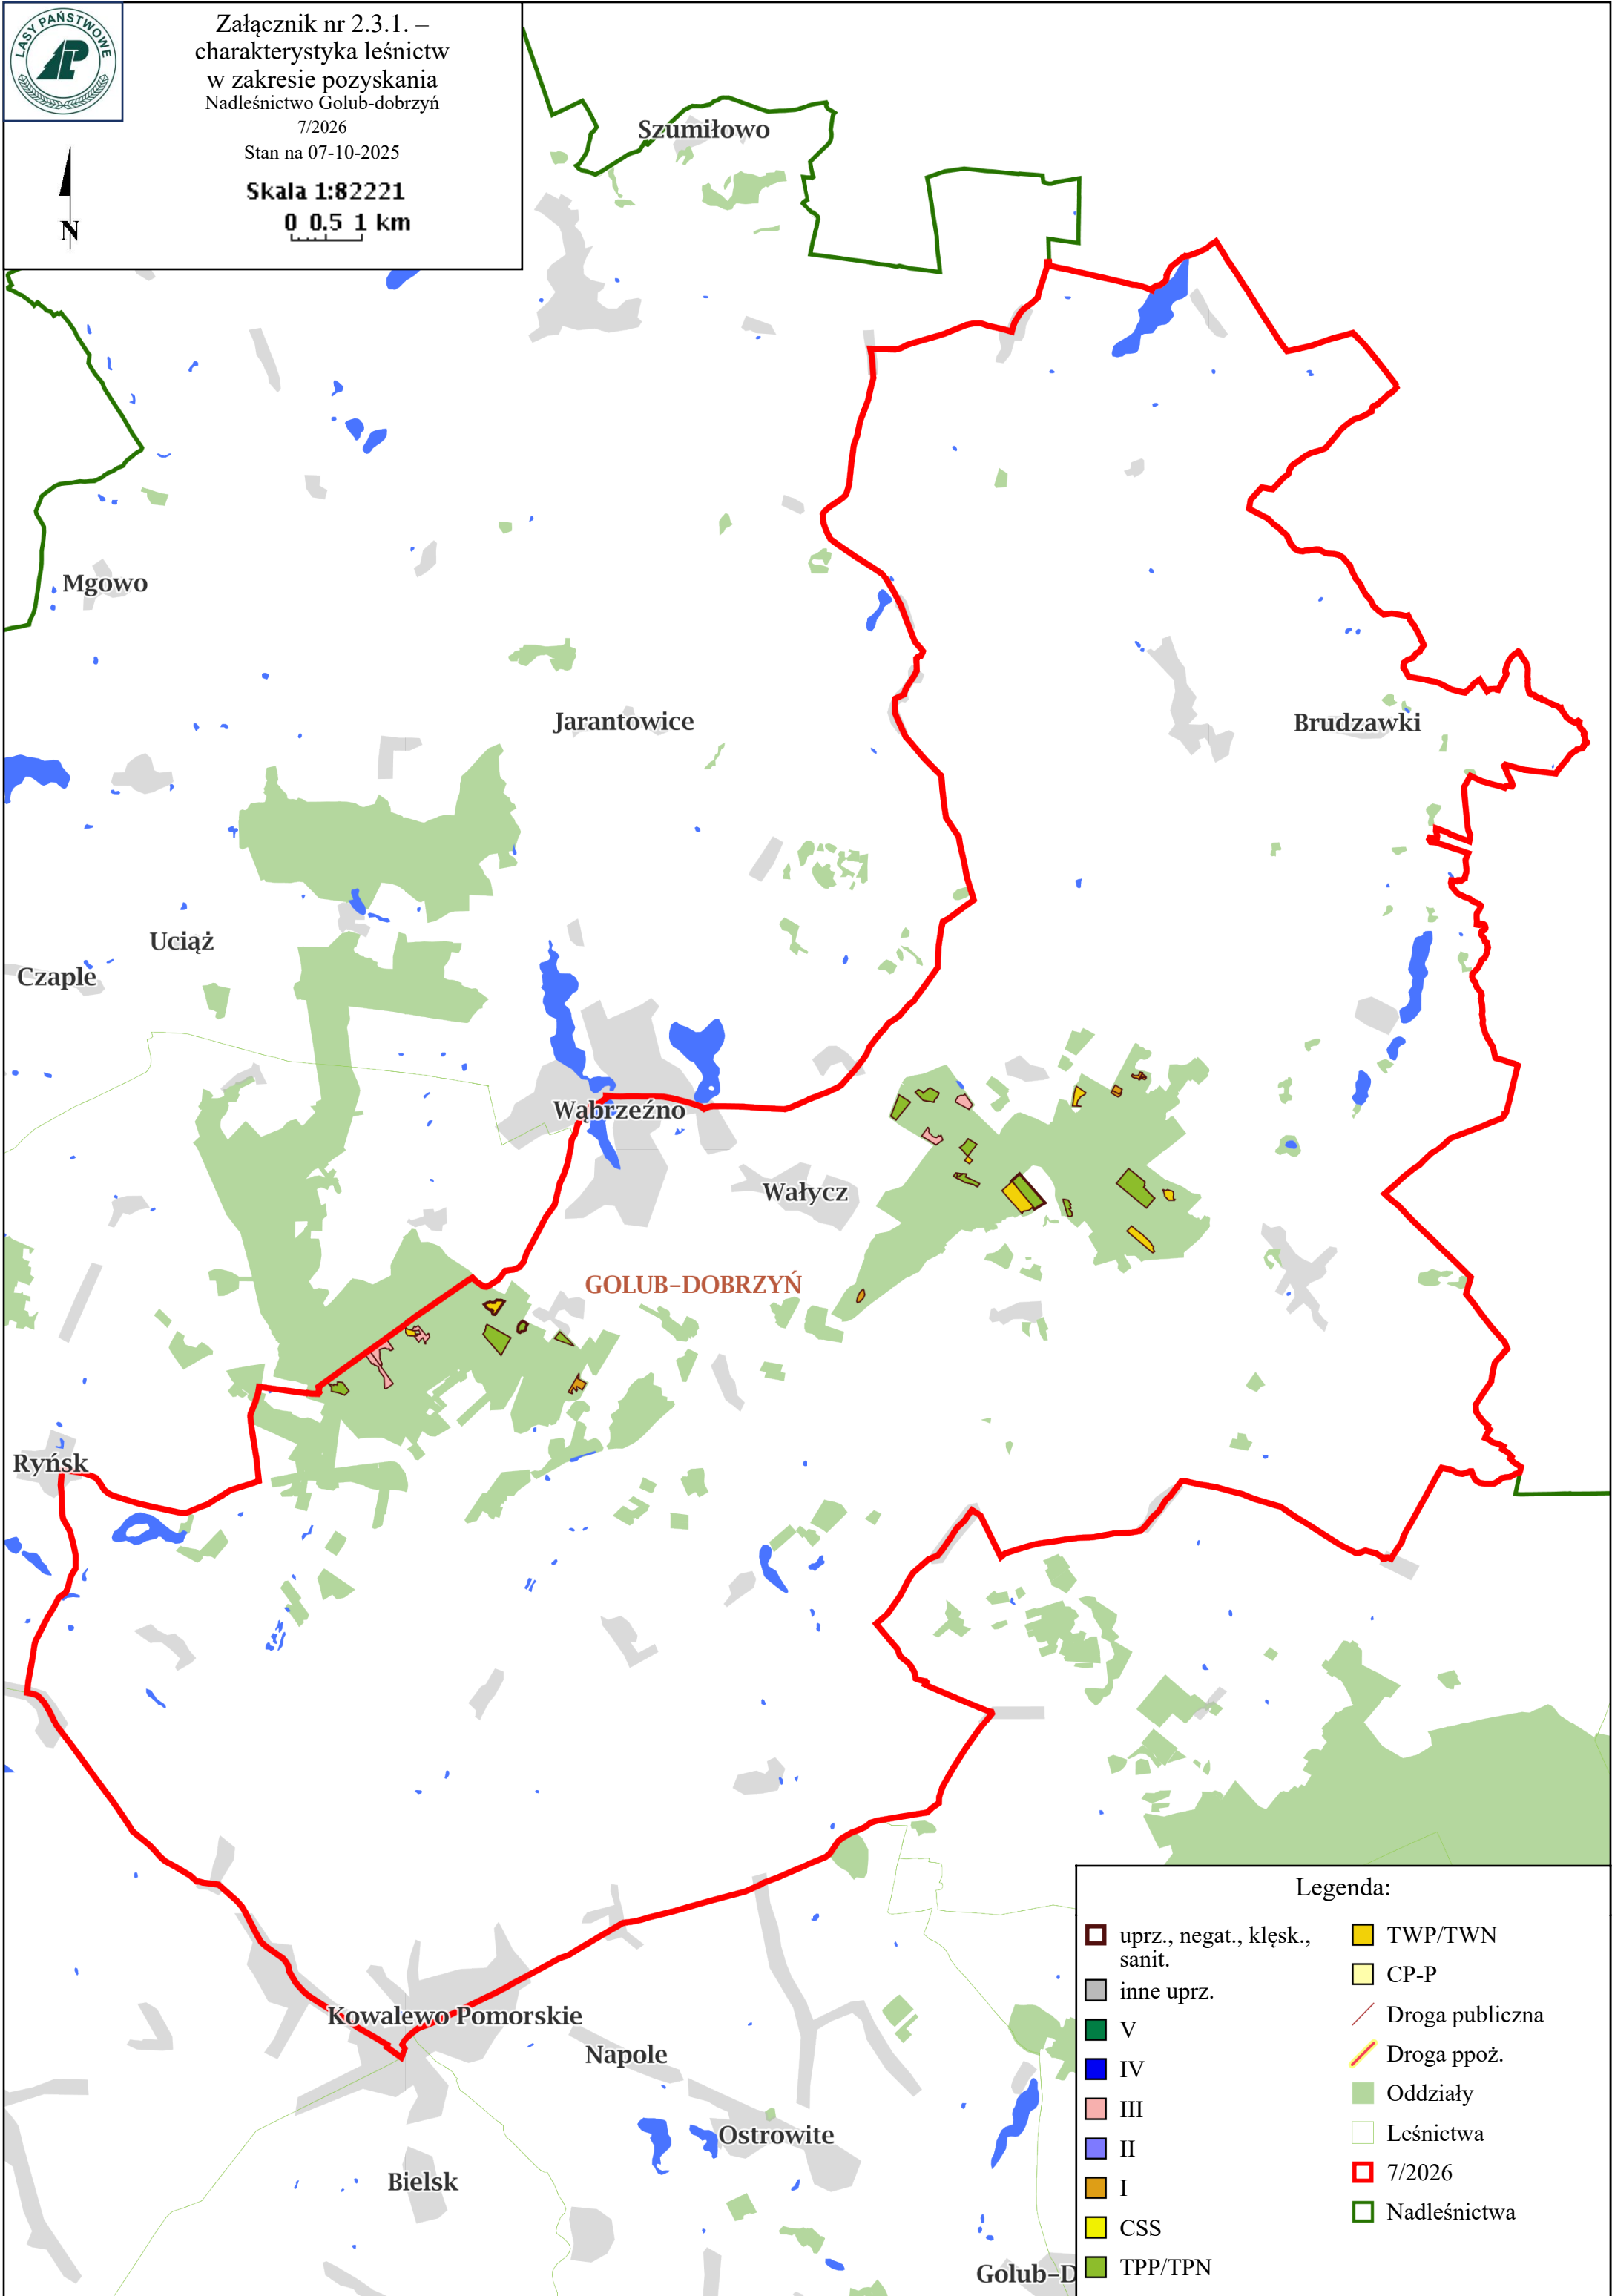 LASY PAŃSTWOWE
Załącznik nr 2.3.1. –
charakterystyka leśnictw
w zakresie pozyskania
Nadleśnictwo Golub-dobrzyń
7/2026
Stan na 07-10-2025
Skala 1:82221
0 0.5 1 km
N
Szumiłowo
Mgowo
Jarantowice
Brudzawki
Uciąż
Czaple
Wąbrzeźno
Wałycz
GOLUB-DOBRZYŃ
Ryńsk
Kowalewo Pomorskie
Napole
Ostrowite
Bielsk
Golub-D
Legenda:
uprz., negat., klęsk.,
sanit.
inne uprz.
V
IV
III
II
I
CSS
TPP/TPN
TWP/TWN
CP-P
Droga publiczna
Droga ppoż.
Oddziały
Leśnictwa
7/2026
Nadleśnictwa